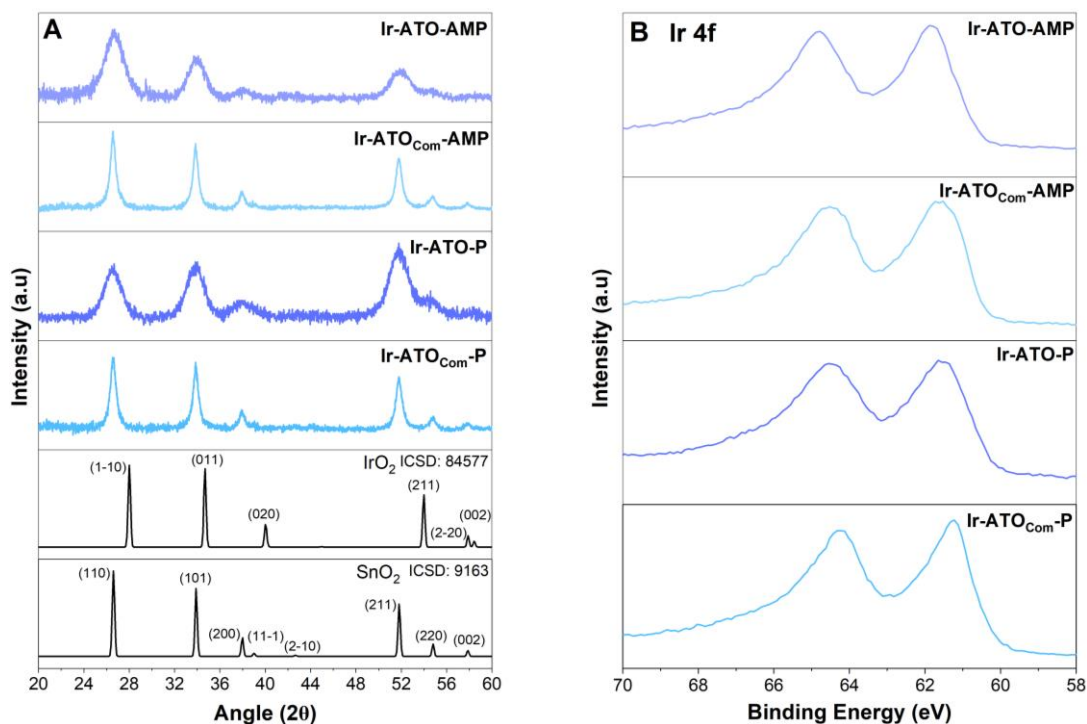 A
Ir-ATO-AMP
Ir-ATOCom-AMP
Ir-ATO-P
Ir-ATOCom-P
IrO2 ICSD: 84577
(1-10)
(011)
(020)
(211)
(2-20)
(002)
SnO2 ICSD: 9163
(110)
(101)
(200)
(11-1)
(2-10)
(211)
(220)
(002)
Intensity (a.u)
20 24 28 32 36 40 44 48 52 56 60
Angle (2θ)
B Ir 4f
Ir-ATO-AMP
Ir-ATOCom-AMP
Ir-ATO-P
Ir-ATOCom-P
Intensity (a.u)
70 68 66 64 62 60 58
Binding Energy (eV)